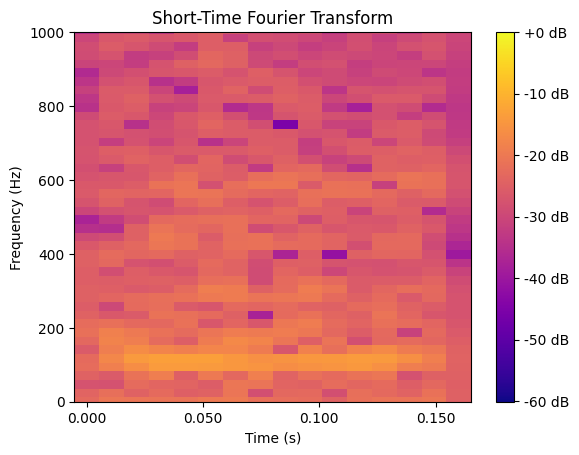 Short-Time Fourier Transform
1000
800
600
400
200
0
Frequency (Hz)
0.000
0.050
0.100
0.150
Time (s)
+0 dB
-10 dB
-20 dB
-30 dB
-40 dB
-50 dB
-60 dB